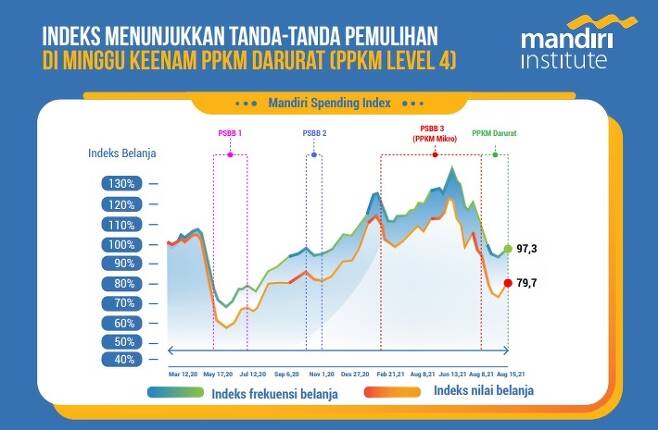 INDEKS MENUNJUKKAN TANDA-TANDA PEMULIHAN
DI MINGGU KEENAM PPKM DARURAT (PPKM LEVEL 4)
mandiri
institute
Mandiri Spending Index
PSBB 1
PSBB 2
PSBB 3
(PPKM Mikro)
PPKM Darurat
Indeks Belanja
130%
120%
110%
100%
90%
80%
70%
60%
50%
40%
97,3
79,7
Mar 12,20
May 17,20
Jul 12,20
Sep 6,20
Nov 1,20
Dex 27,20
Feb 21,21
Aug 8,21
Jun 13,21
Aug 8,21
Aug 15,21
Indeks frekuensi belanja
Indeks nilai belanja